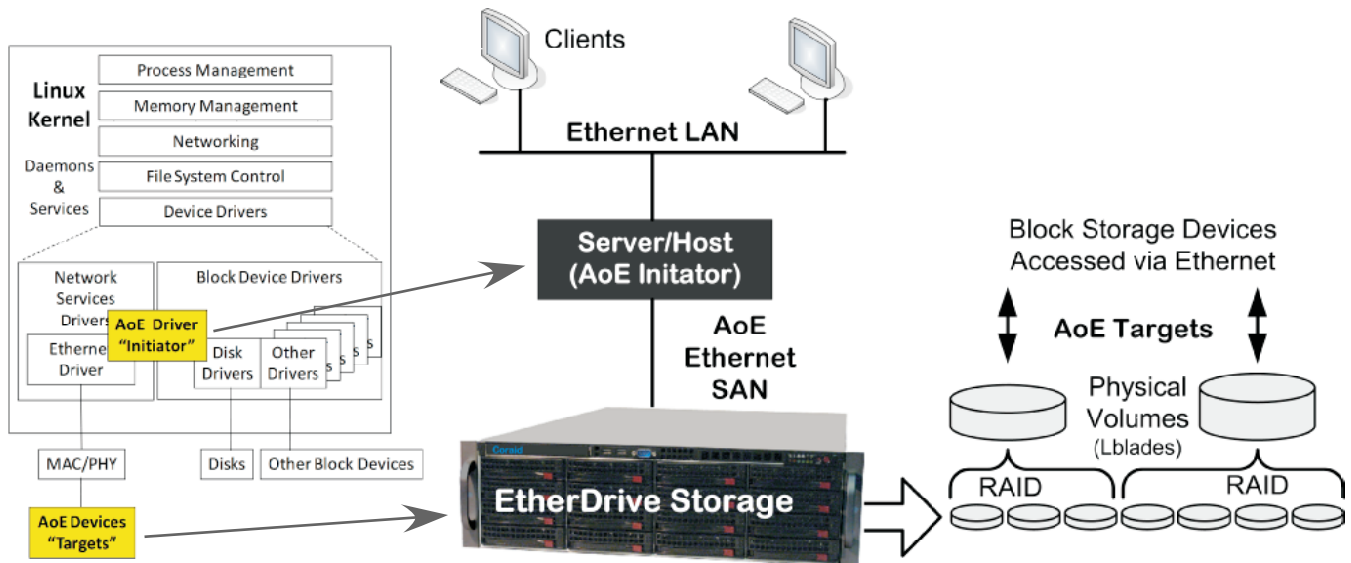 Linux
Kernel
Daemons
&
Services
Process Management
Memory Management
Networking
File System Control
Device Drivers
Network
Services
Drivers
Block Device Drivers
AoE Driver
"Initiator"
Ethernet
Driver
Disk
Drivers
Other
Drivers
s
s
s
s
MAC/PHY
Disks
Other Block Devices
AoE Devices
"Targets"
Clients
Ethernet LAN
Server/Host
(AoE Initator)
AoE
Ethernet
SAN
Coraid
EtherDrive Storage
Block Storage Devices
Accessed via Ethernet
AoE Targets
Physical
Volumes
(Lblades)
RAID
RAID